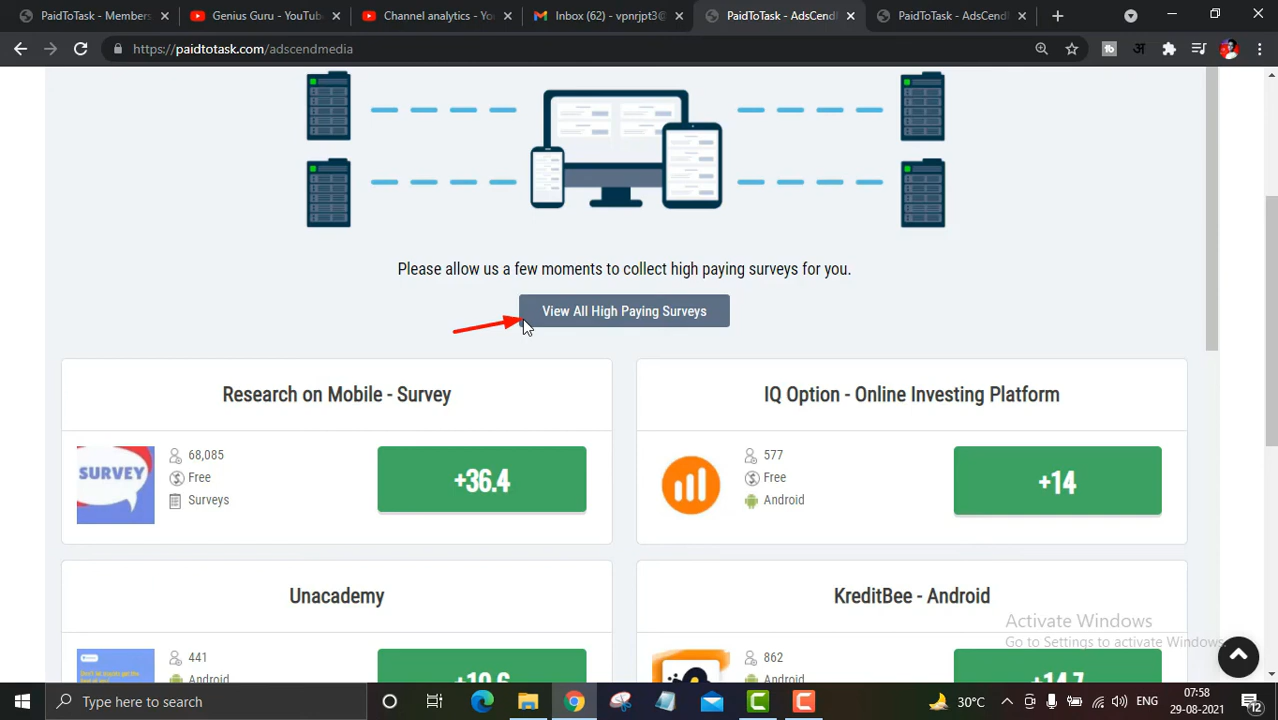 PaidToTask - Members
Genius Guru - YouTube
Channel analytics - Yo
Inbox (62) - vpnrjpt3@
PaidToTask - AdsCend
PaidToTask - AdsCend
https://paidtotask.com/adscendmedia
Please allow us a few moments to collect high paying surveys for you.
View All High Paying Surveys
Research on Mobile - Survey
IQ Option - Online Investing Platform
SURVEY
68,085
Free
Surveys
+36.4
577
Free
Android
+14
Unacademy
KreditBee - Android
441
Android
862
Android
Activate Windows
Go to Settings to activate Windows.
Type here to search
30°C
ENG
07:58
29-08-2021
12